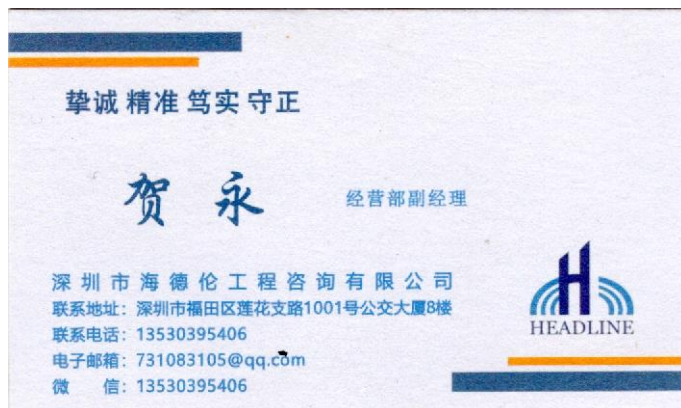 挚诚 精准 笃实 守正
贺 永 经营部副经理
深圳市海德伦工程咨询有限公司
联系地址：深圳市福田区莲花支路1001号公交大厦8楼
联系电话：13530395406
电子邮箱：731083105@qq.com
微 信：13530395406
HEADLINE